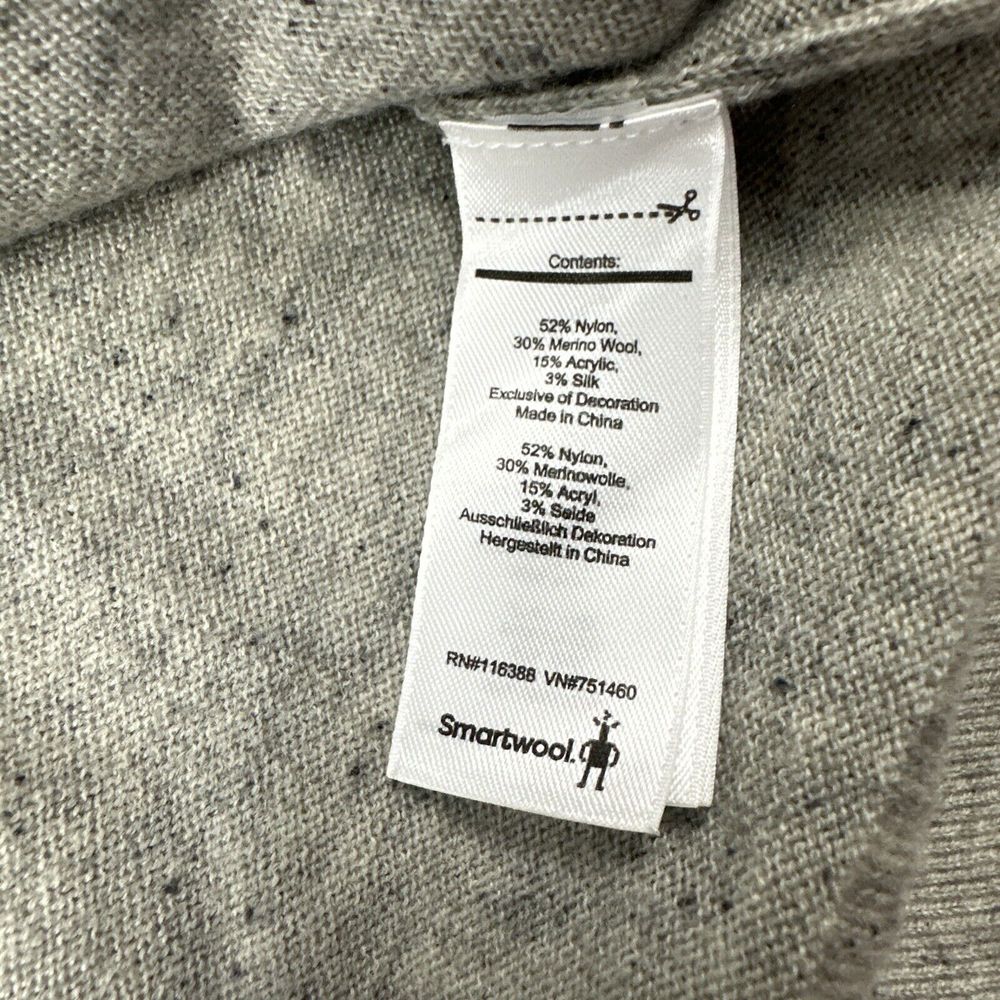 Contents:
52% Nylon,
30% Merino Wool,
15% Acrylic,
3% Silk
Exclusive of Decoration
Made in China
52% Nylon,
30% Merinowolle,
15% Acryl,
3% Seide
Ausschließlich Dekoration
Hergestellt in China
RN#116388 VN#751460
Smartwool.